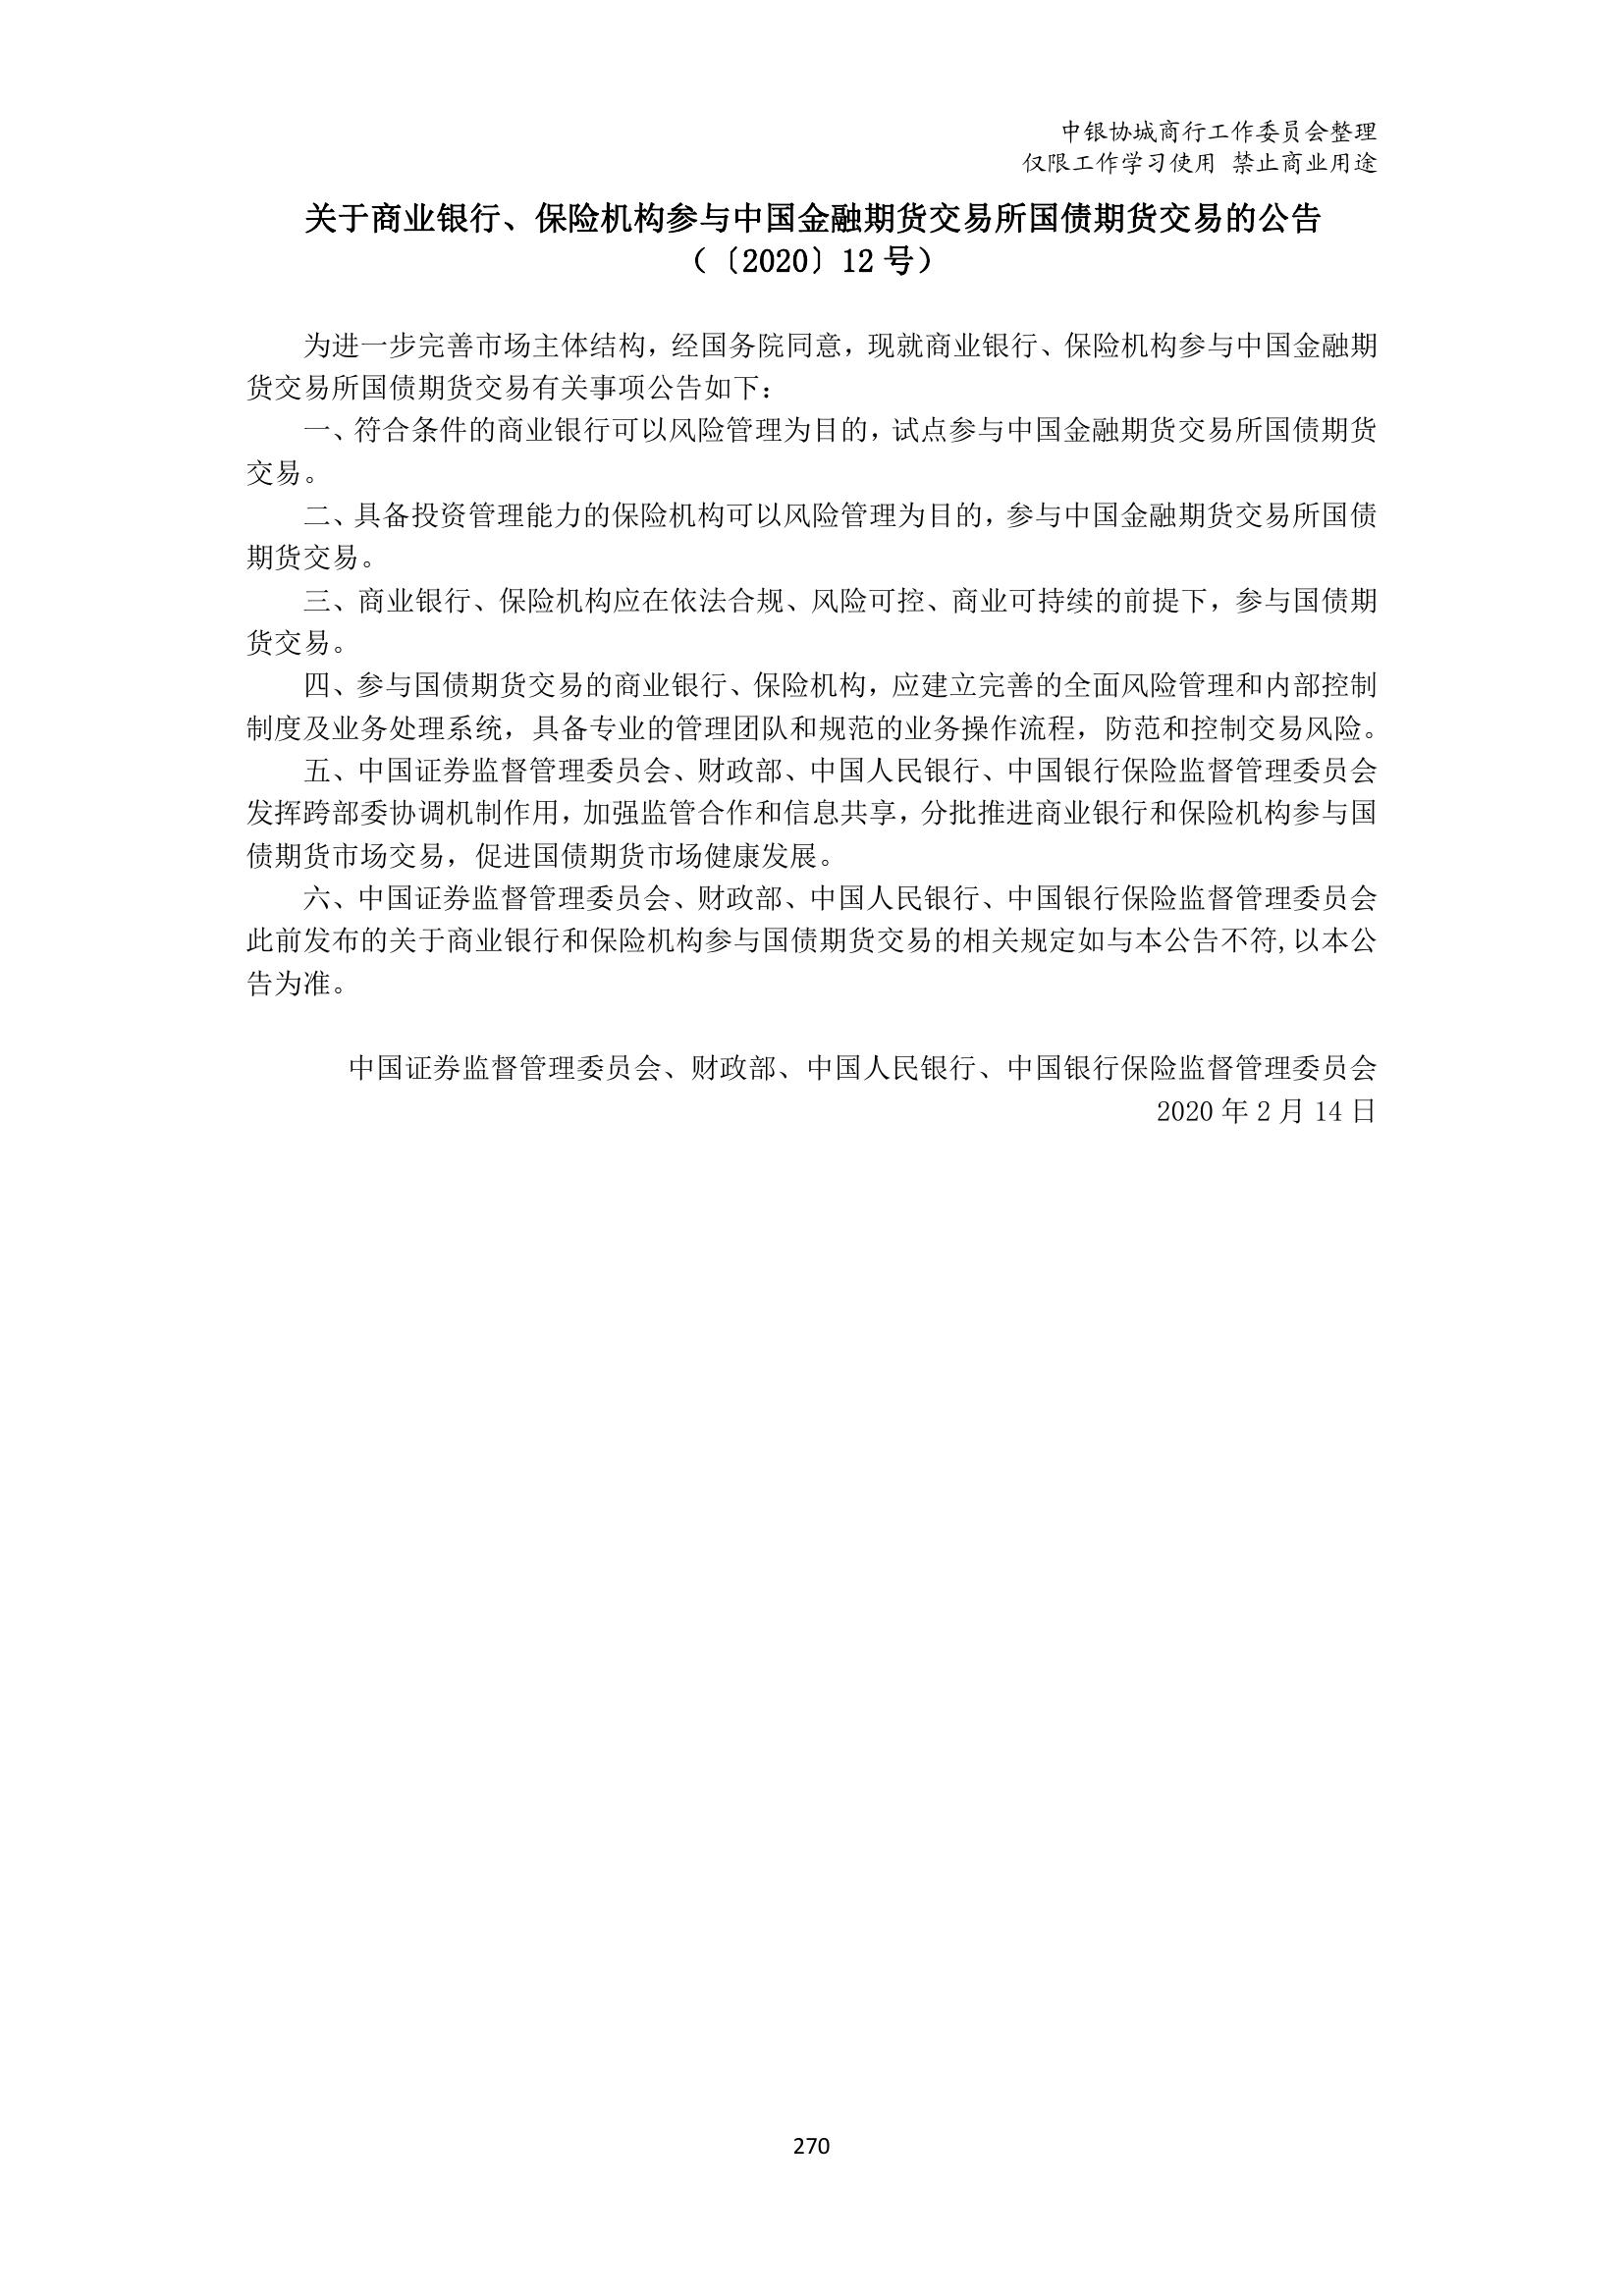 中银协城商行工作委员会整理
仅限工作学习使用 禁止商业用途
关于商业银行、保险机构参与中国金融期货交易所国债期货交易的公告
（〔2020〕12 号）
为进一步完善市场主体结构，经国务院同意，现就商业银行、保险机构参与中国金融期
货交易所国债期货交易有关事项公告如下：
一、符合条件的商业银行可以风险管理为目的，试点参与中国金融期货交易所国债期货
交易。
二、具备投资管理能力的保险机构可以风险管理为目的，参与中国金融期货交易所国债
期货交易。
三、商业银行、保险机构应在依法合规、风险可控、商业可持续的前提下，参与国债期
货交易。
四、参与国债期货交易的商业银行、保险机构，应建立完善的全面风险管理和内部控制
制度及业务处理系统，具备专业的管理团队和规范的业务操作流程，防范和控制交易风险。
五、中国证券监督管理委员会、财政部、中国人民银行、中国银行保险监督管理委员会
发挥跨部委协调机制作用，加强监管合作和信息共享，分批推进商业银行和保险机构参与国
债期货市场交易，促进国债期货市场健康发展。
六、中国证券监督管理委员会、财政部、中国人民银行、中国银行保险监督管理委员会
此前发布的关于商业银行和保险机构参与国债期货交易的相关规定如与本公告不符,以本公
告为准。
中国证券监督管理委员会、财政部、中国人民银行、中国银行保险监督管理委员会
2020 年 2 月 14 日
270